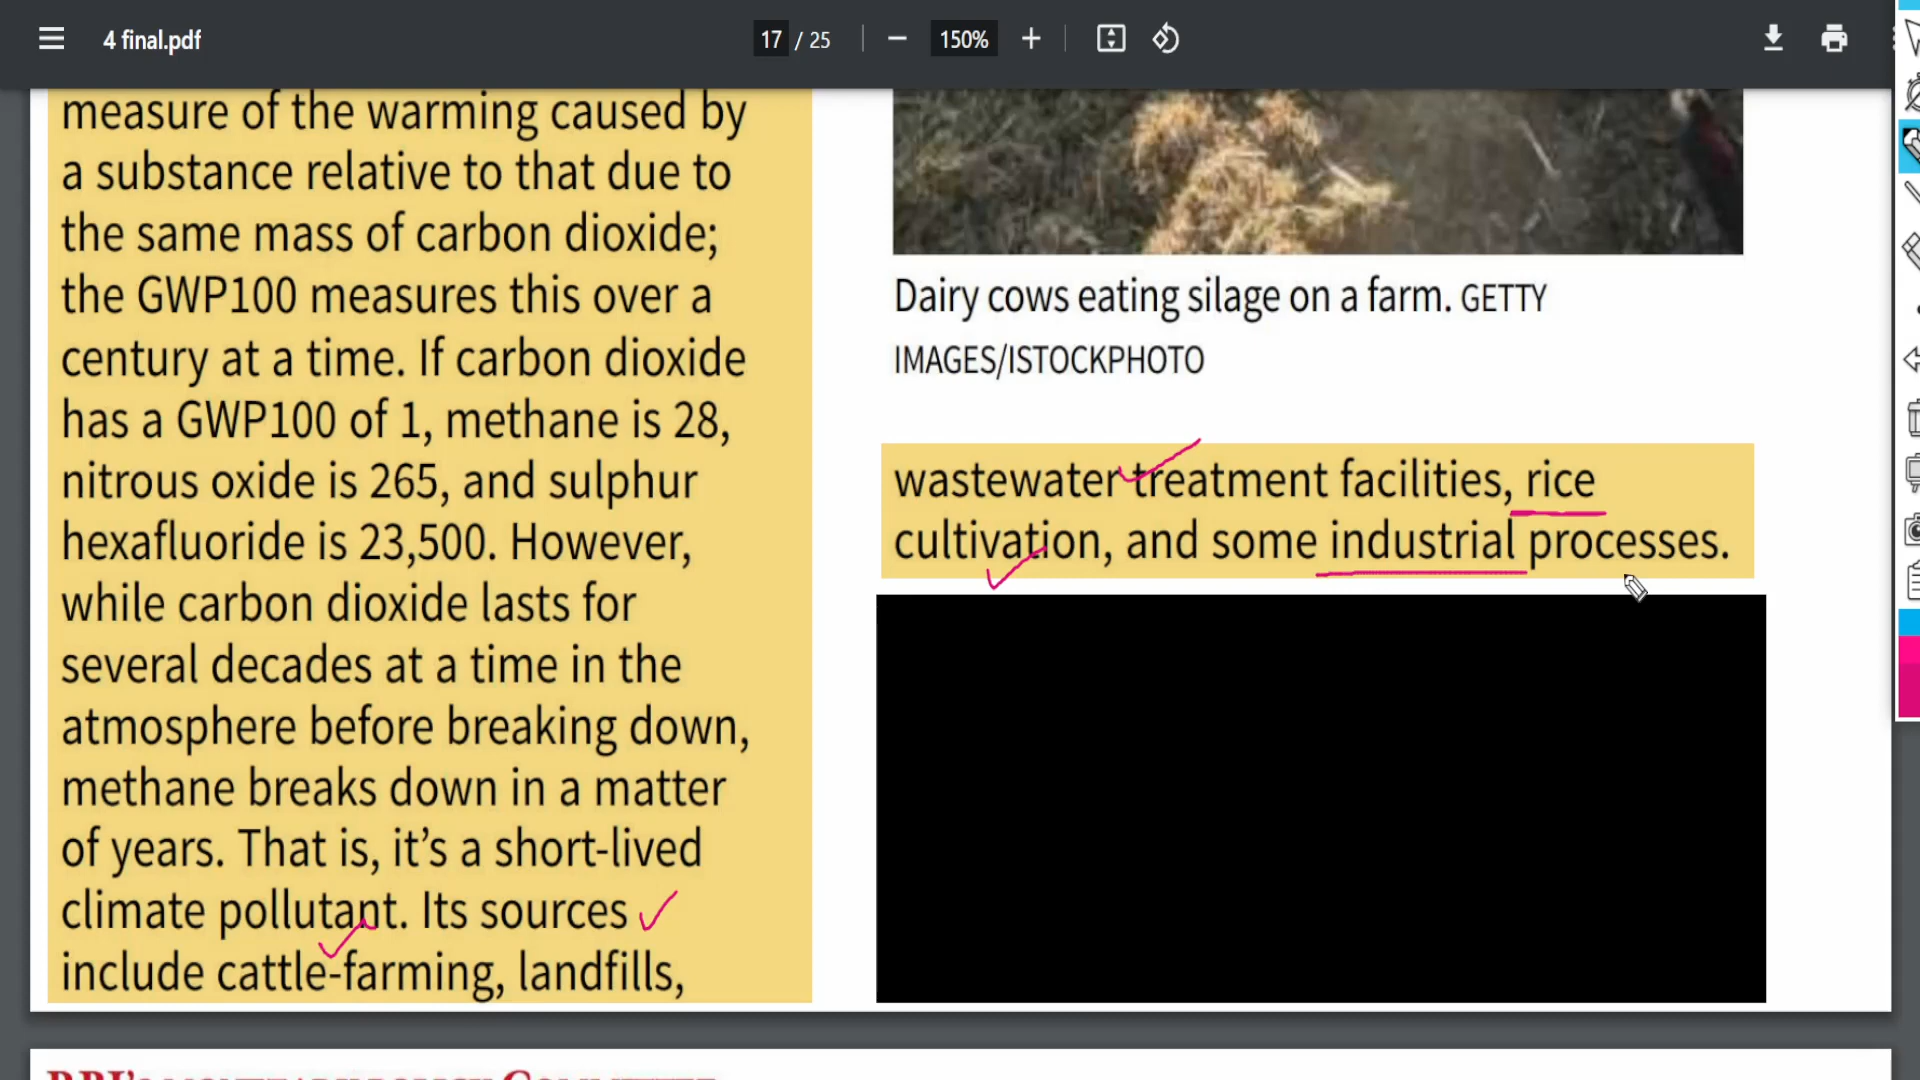 4 final.pdf
17 / 25
150%
measure of the warming caused by
a substance relative to that due to
the same mass of carbon dioxide;
the GWP100 measures this over a
century at a time. If carbon dioxide
has a GWP100 of 1, methane is 28,
nitrous oxide is 265, and sulphur
hexafluoride is 23,500. However,
while carbon dioxide lasts for
several decades at a time in the
atmosphere before breaking down,
methane breaks down in a matter
of years. That is, it’s a short-lived
climate pollutant. Its sources
include cattle-farming, landfills,
Dairy cows eating silage on a farm. GETTY
IMAGES/ISTOCKPHOTO
wastewater treatment facilities, rice
cultivation, and some industrial processes.